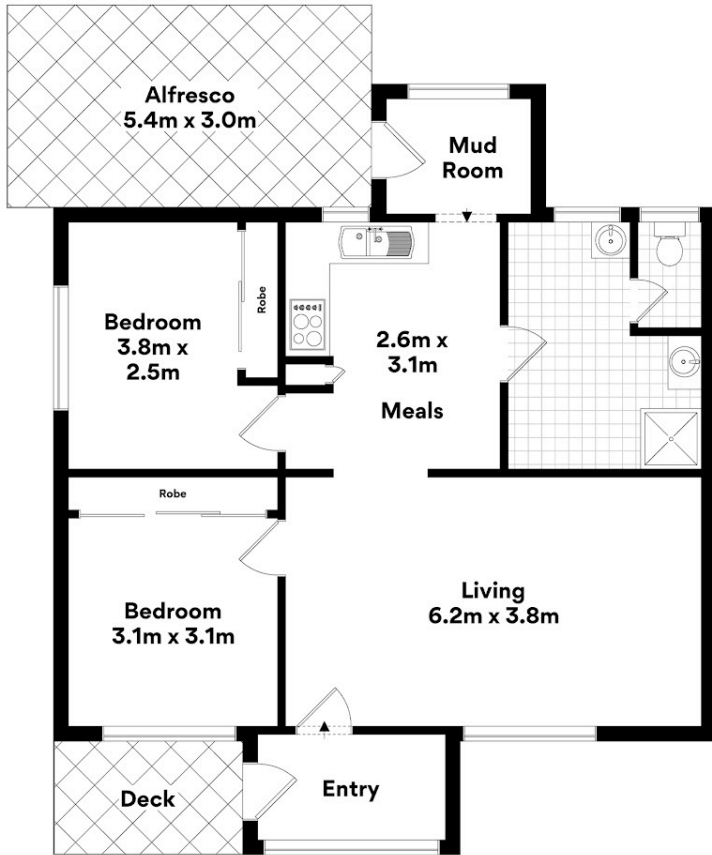 Alfresco
5.4m x 3.0m
Mud
Room
Robe
Bedroom
3.8m x
2.5m
2.6m x
3.1m
Meals
Robe
Bedroom
3.1m x 3.1m
Living
6.2m x 3.8m
Deck
Entry